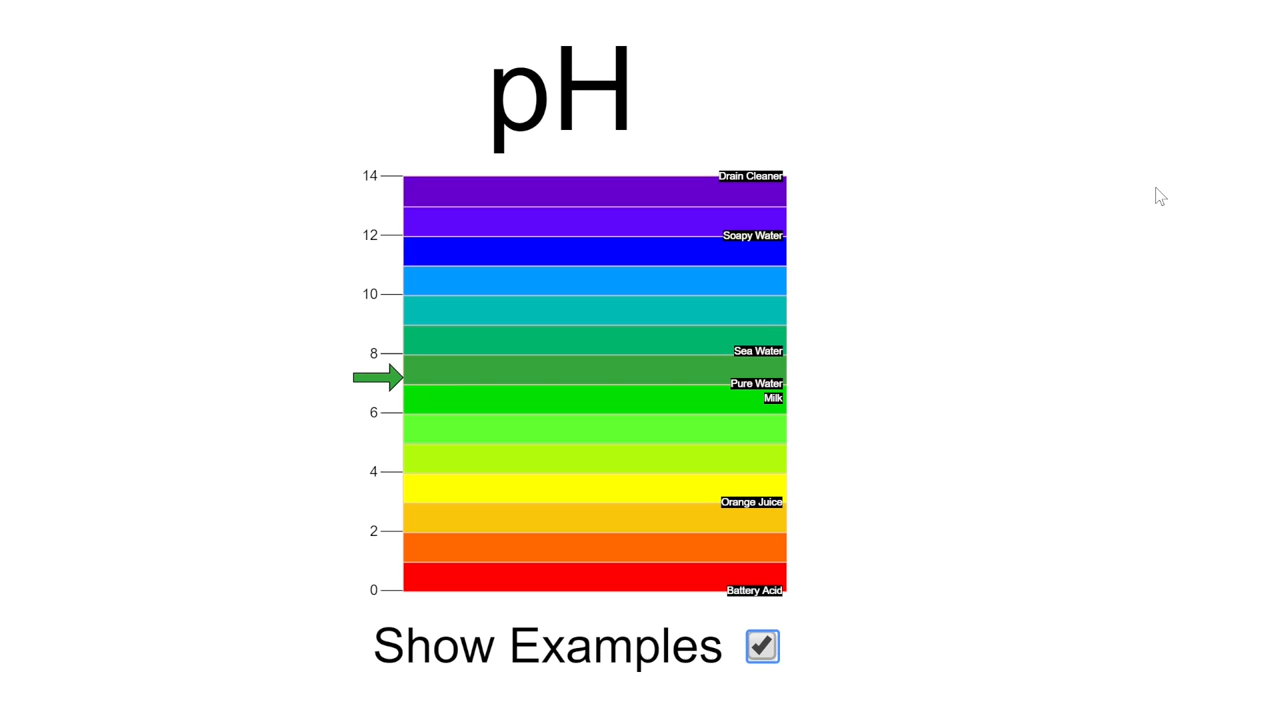 pH
14
Drain Cleaner
12
Soapy Water
10
8
Sea Water
Pure Water
Milk
6
4
Orange Juice
2
0
Battery Acid
Show Examples